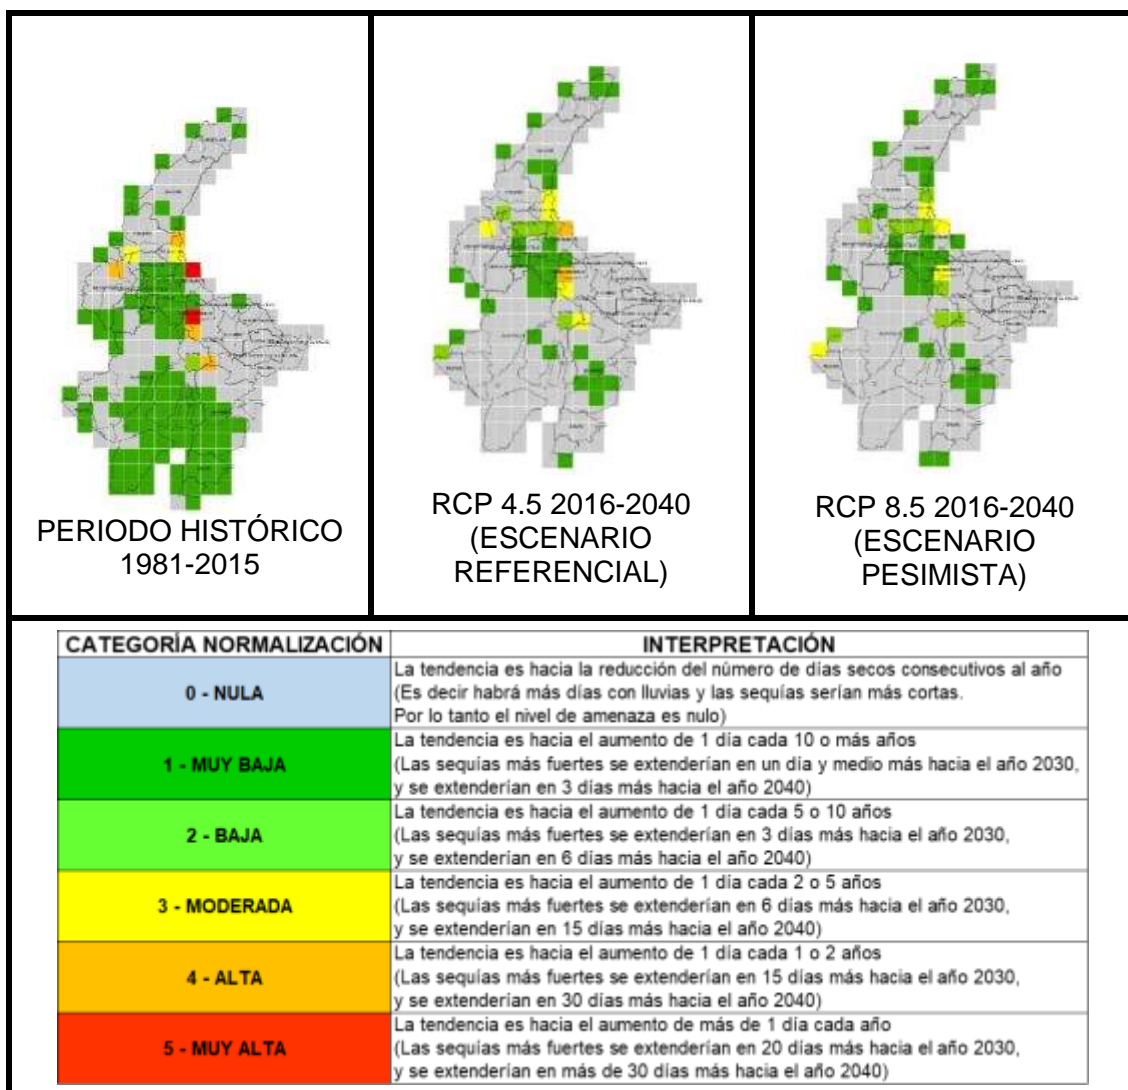 PERIODO HISTÓRICO
1981-2015
RCP 4.5 2016-2040
(ESCENARIO
REFERENCIAL)
RCP 8.5 2016-2040
(ESCENARIO
PESIMISTA)
CATEGORÍA NORMALIZACIÓN
INTERPRETACIÓN
0 - NULA
La tendencia es hacia la reducción del número de días secos consecutivos al año
(Es decir habrá más días con lluvias y las sequías serían más cortas.
Por lo tanto el nivel de amenaza es nulo)
1 - MUY BAJA
La tendencia es hacia el aumento de 1 día cada 10 o más años
(Las sequías más fuertes se extenderían en un día y medio más hacia el año 2030,
y se extenderían en 3 días más hacia el año 2040)
2 - BAJA
La tendencia es hacia el aumento de 1 día cada 5 o 10 años
(Las sequías más fuertes se extenderían en 3 días más hacia el año 2030,
y se extenderían en 6 días más hacia el año 2040)
3 - MODERADA
La tendencia es hacia el aumento de 1 día cada 2 o 5 años
(Las sequías más fuertes se extenderían en 6 días más hacia el año 2030,
y se extenderían en 15 días más hacia el año 2040)
4 - ALTA
La tendencia es hacia el aumento de 1 día cada 1 o 2 años
(Las sequías más fuertes se extenderían en 15 días más hacia el año 2030,
y se extenderían en 30 días más hacia el año 2040)
5 - MUY ALTA
La tendencia es hacia el aumento de más de 1 día cada año
(Las sequías más fuertes se extenderían en 20 días más hacia el año 2030,
y se extenderían en más de 30 días más hacia el año 2040)